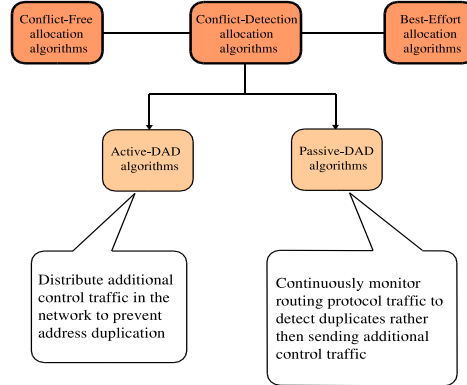 Conflict-Free
allocation
algorithms
Conflict-Detection
allocation
algorithms
Best-Effort
allocation
algorithms
Active-DAD
algorithms
Passive-DAD
algorithms
Distribute additional
control traffic in the
network to prevent
address duplication
Continuously monitor
routing protocol traffic to
detect duplicates rather
then sending additional
control traffic